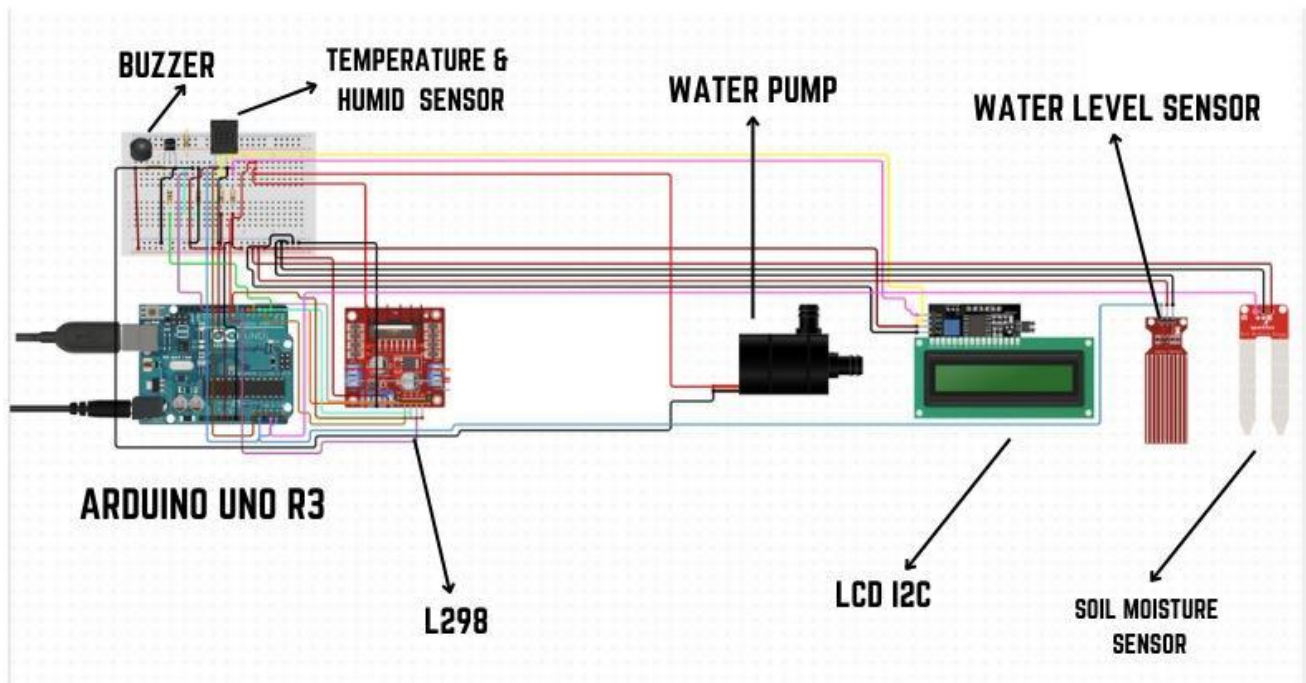 BUZZER
TEMPERATURE &
HUMID SENSOR
WATER PUMP
WATER LEVEL SENSOR
ARDUINO UNO R3
L298
LCD I2C
SOIL MOISTURE
SENSOR